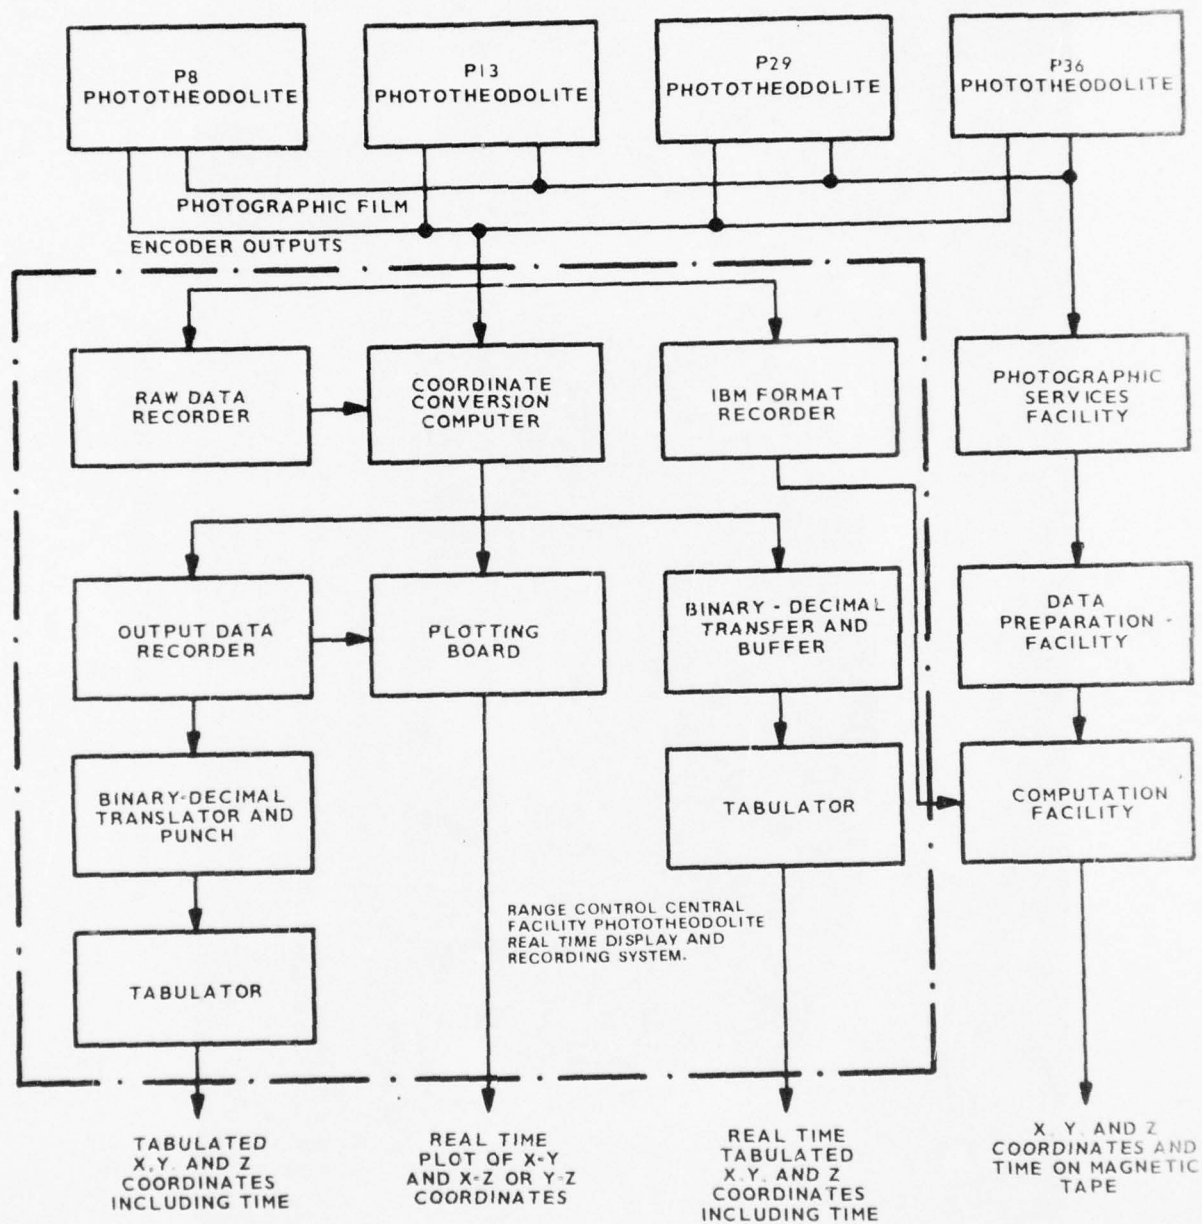 P8
PHOTOTHEODOLITE
P13
PHOTOTHEODOLITE
P29
PHOTOTHEODOLITE
P36
PHOTOTHEODOLITE
PHOTOGRAPHIC FILM
ENCODER OUTPUTS
RAW DATA
RECORDER
COORDINATE
CONVERSION
COMPUTER
IBM FORMAT
RECORDER
PHOTOGRAPHIC
SERVICES
FACILITY
OUTPUT DATA
RECORDER
PLOTTING
BOARD
BINARY - DECIMAL
TRANSFER AND
BUFFER
DATA
PREPARATION -
FACILITY
BINARY-DECIMAL
TRANSLATOR AND
PUNCH
TABULATOR
COMPUTATION
FACILITY
RANGE CONTROL CENTRAL
FACILITY PHOTOTHEODOLITE
REAL TIME DISPLAY AND
RECORDING SYSTEM.
TABULATOR
TABULATED
X,Y, AND Z
COORDINATES
INCLUDING TIME
REAL TIME
PLOT OF X-Y
AND X-Z OR Y-Z
COORDINATES
REAL TIME
TABULATED
X,Y, AND Z
COORDINATES
INCLUDING TIME
X, Y, AND Z
COORDINATES AND
TIME ON MAGNETIC
TAPE